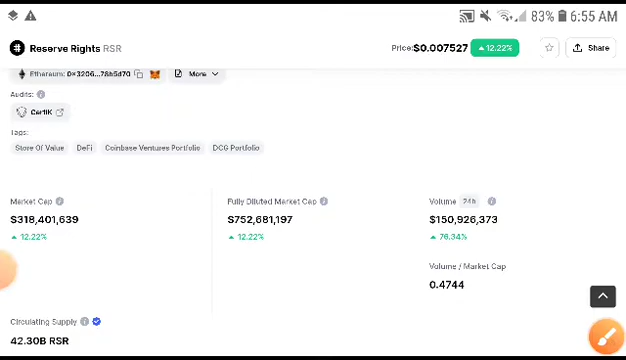 83% 6:55 AM
Reserve Rights RSR Price:$0.007527 ▲ 12.22% Share
Ethereum: 0x3206...78b5d70 More
Audits:
CertiK
Tags:
Store Of Value DeFi Coinbase Ventures Portfolio DCG Portfolio
Market Cap Fully Diluted Market Cap Volume 24h
$318,401,639 $752,681,197 $150,926,373
▲ 12.22% ▲ 12.22% ▲ 76.34%
Volume / Market Cap
0.4744
Circulating Supply
42.30B RSR